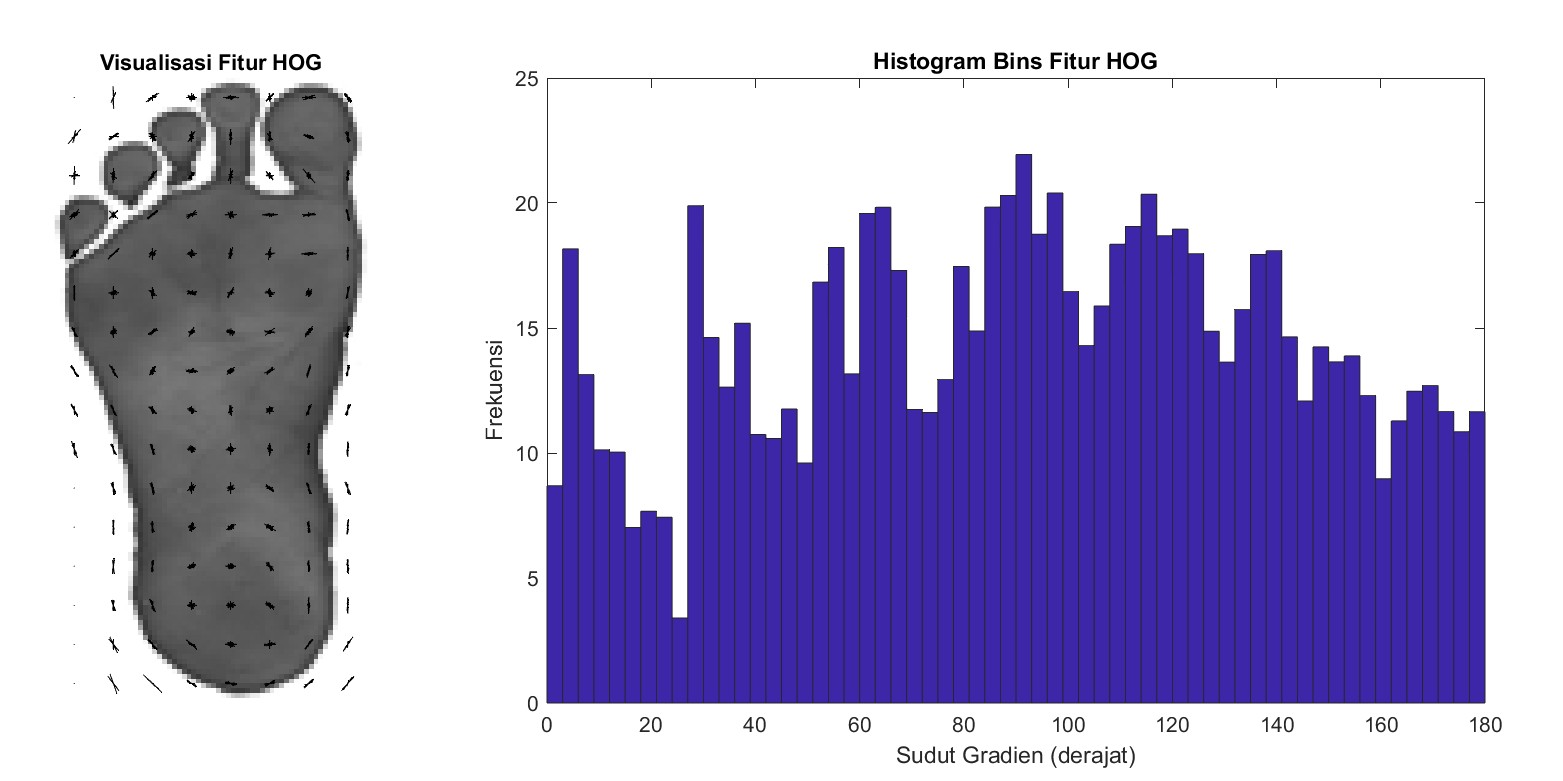 Visualisasi Fitur HOG
Histogram Bins Fitur HOG
25
20
15
10
5
0
Frekuensi
0 20 40 60 80 100 120 140 160 180
Sudut Gradien (derajat)